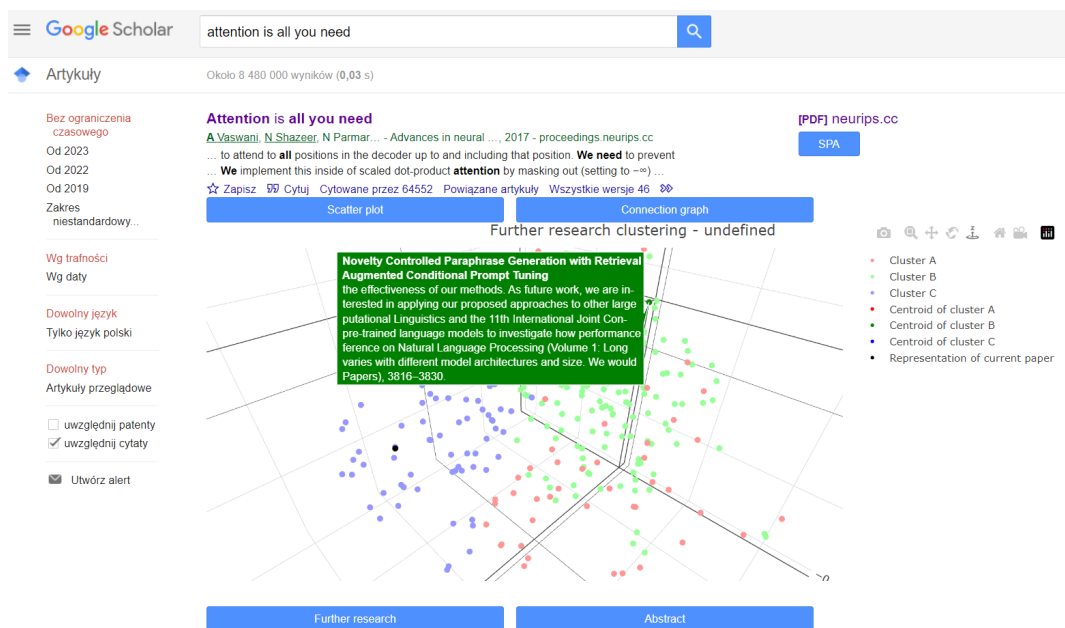 Google Scholar
attention is all you need
Artykuły
Około 8 480 000 wyników (0,03 s)
Bez ograniczenia
czasowego
Od 2023
Od 2022
Od 2019
Zakres
niestandardowy...
Wg trafności
Wg daty
Dowolny język
Tylko język polski
Dowolny typ
Artykuły przeglądowe
uwzględnij patenty
uwzględnij cytaty
Utwórz alert
Attention is all you need
A Vaswani, N Shazeer, N Parmar... - Advances in neural ..., 2017 - proceedings.neurips.cc
... to attend to all positions in the decoder up to and including that position. We need to prevent
... We implement this inside of scaled dot-product attention by masking out (setting to −∞) ...
Zapisz Cytuj Cytowane przez 64552 Powiązane artykuły Wszystkie wersje 46
[PDF] neurips.cc
SPA
Scatter plot
Connection graph
Further research clustering - undefined
Novelty Controlled Paraphrase Generation with Retrieval
Augmented Conditional Prompt Tuning
the effectiveness of our methods. As future work, we are in-
terested in applying our proposed approaches to other large
putational Linguistics and the 11th International Joint Con-
pre-trained language models to investigate how performance
ference on Natural Language Processing (Volume 1: Long
varies with different model architectures and size. We would
Papers), 3816–3830.
Cluster A
Cluster B
Cluster C
Centroid of cluster A
Centroid of cluster B
Centroid of cluster C
Representation of current paper
Further research
Abstract